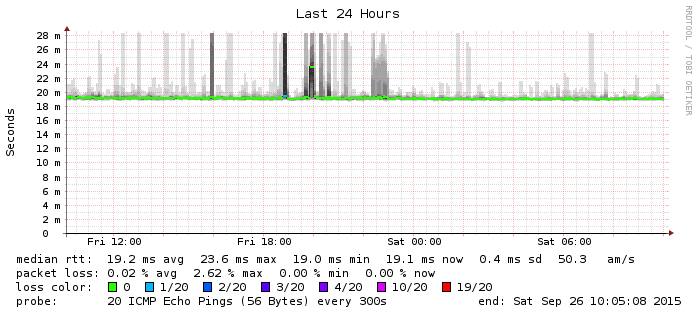 Last 24 Hours
RRDTOOL / TOBI OETIKER
Seconds
28 m
26 m
24 m
22 m
20 m
18 m
16 m
14 m
12 m
10 m
8 m
6 m
4 m
2 m
0
Fri 12:00 Fri 18:00 Sat 00:00 Sat 06:00
median rtt: 19.2 ms avg 23.6 ms max 19.0 ms min 19.1 ms now 0.4 ms sd 50.3 am/s
packet loss: 0.02 % avg 2.62 % max 0.00 % min 0.00 % now
loss color: 0 1/20 2/20 3/20 4/20 10/20 19/20
probe: 20 ICMP Echo Pings (56 Bytes) every 300s end: Sat Sep 26 10:05:08 2015